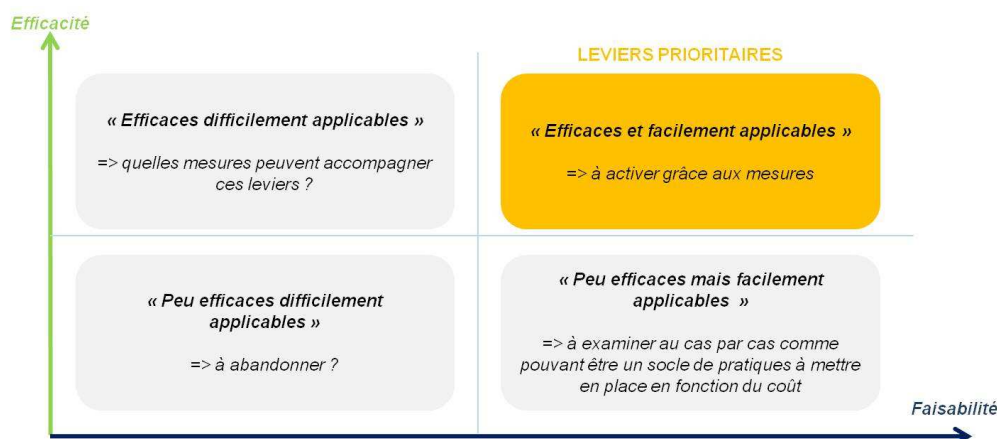 Efficacité
LEVIERS PRIORITAIRES
« Efficaces difficilement applicables »
=> quelles mesures peuvent accompagner
ces leviers ?
« Efficaces et facilement applicables »
=> à activer grâce aux mesures
« Peu efficaces difficilement
applicables »
=> à abandonner ?
« Peu efficaces mais facilement
applicables  »
=> à examiner au cas par cas comme
pouvant être un socle de pratiques à mettre
en place en fonction du coût
Faisabilité